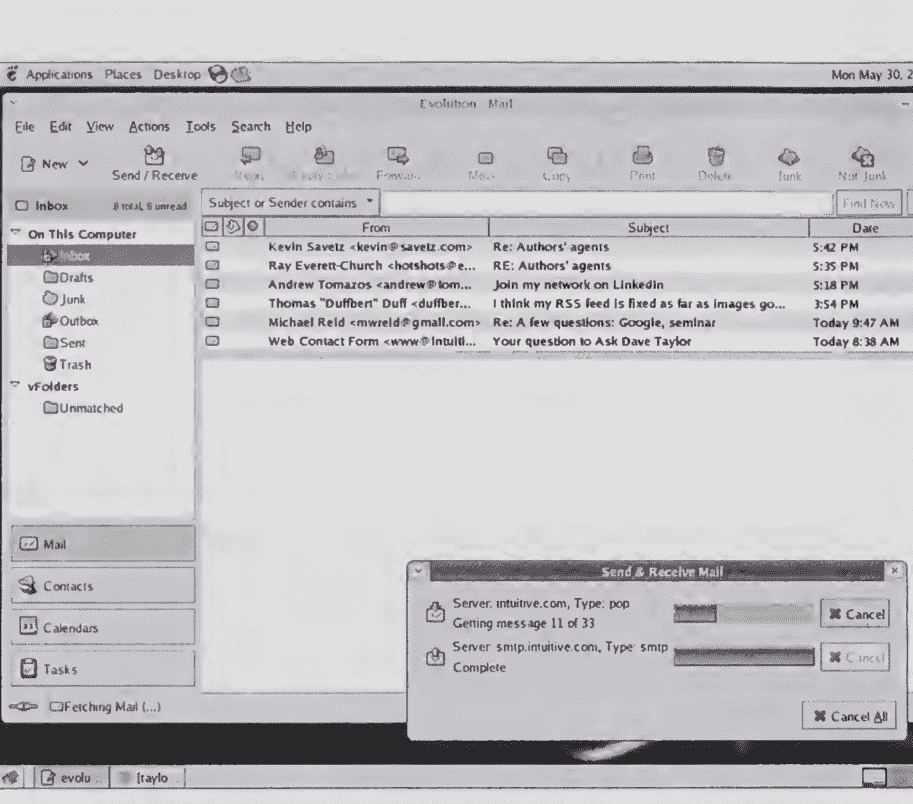 Applications Places Desktop Mon May 30, 2
Evolution Mail
File Edit View Actions Tools Search Help
New Send / Receive Forward Move Copy Print Delete Junk Not Junk
Inbox 8 total, 8 unread Subject or Sender contains Find Now
From Subject Date
On This Computer
Inbox
Drafts
Junk
Outbox
Sent
Trash
vFolders
Unmatched
Kevin Savetz <kevin@savetz.com> Re: Authors' agents 5:42 PM
Ray Everett-Church <hotshots@e... RE: Authors' agents 5:35 PM
Andrew Tomazos <andrew@tom... Join my network on LinkedIn 5:18 PM
Thomas "Duffbert" Duff <duffber... I think my RSS feed is fixed as far as images go... 3:54 PM
Michael Reid <mwreid@gmail.com> Re: A few questions: Google, seminar Today 9:47 AM
Web Contact Form <www@intuiti... Your question to Ask Dave Taylor Today 8:38 AM
Mail
Contacts
Calendars
Tasks
Fetching Mail (...)
Send & Receive Mail
Server: intuitive.com, Type: pop
Getting message 11 of 33
Cancel
Server: smtp.intuitive.com, Type: smtp
Complete
Cancel
Cancel All
evolu... [taylo